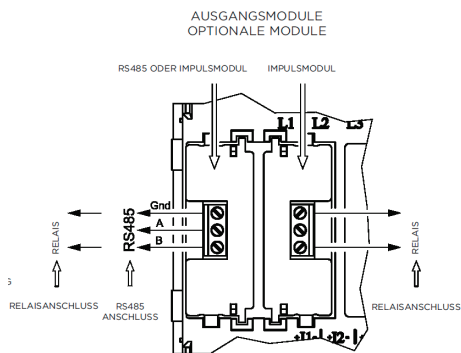 AUSGANGSMODULE
OPTIONALE MODULE
RS485 ODER IMPULSMODUL
IMPULSMODUL
L1 L2 L3
Gnd
A
B
RS485
RELAIS
RELAIS
RELAISANSCHLUSS
RS485
ANSCHLUSS
RELAISANSCHLUSS
G